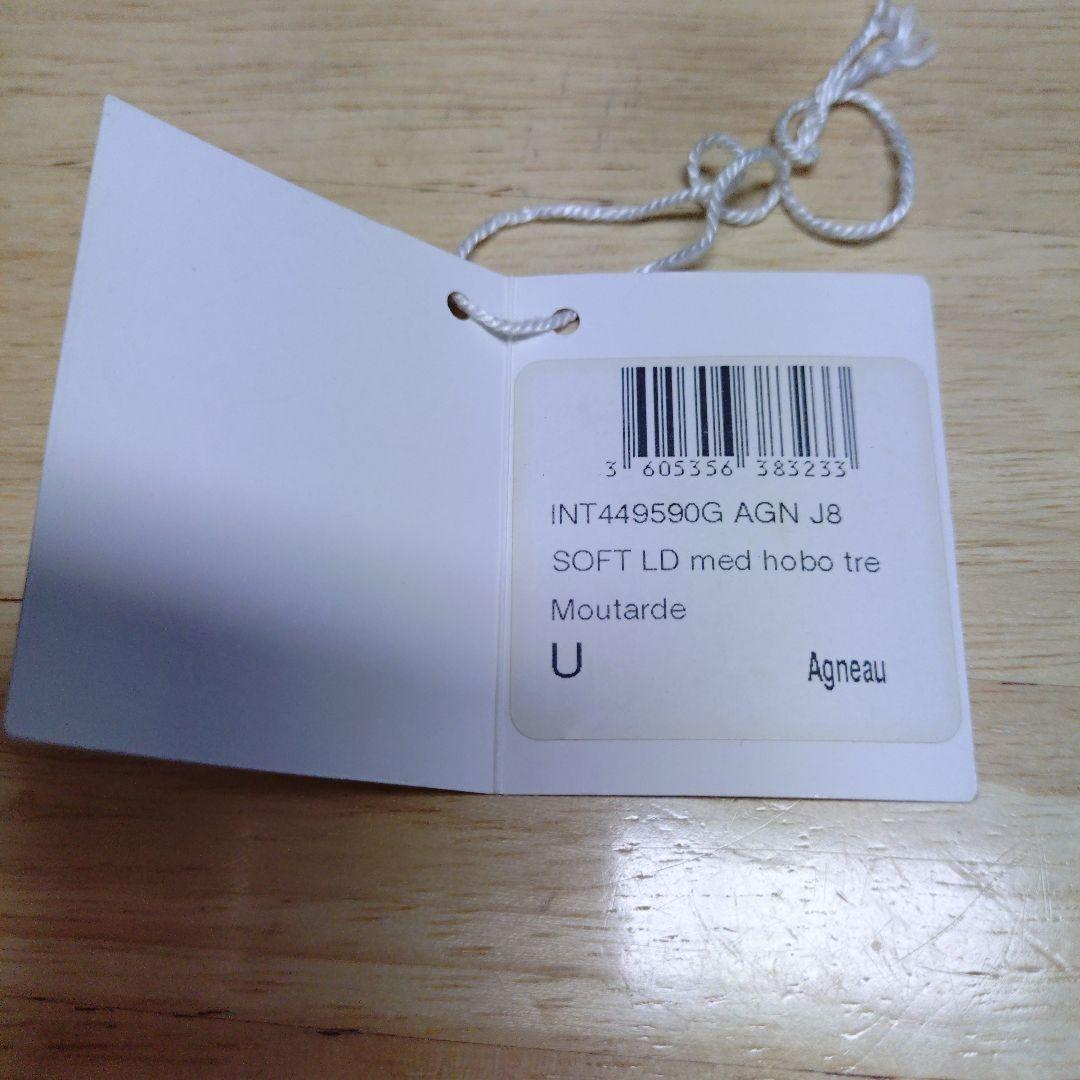 3 605356 383233
INT449590G AGN J8
SOFT LD med hobo tre
Moutarde
U Agneau